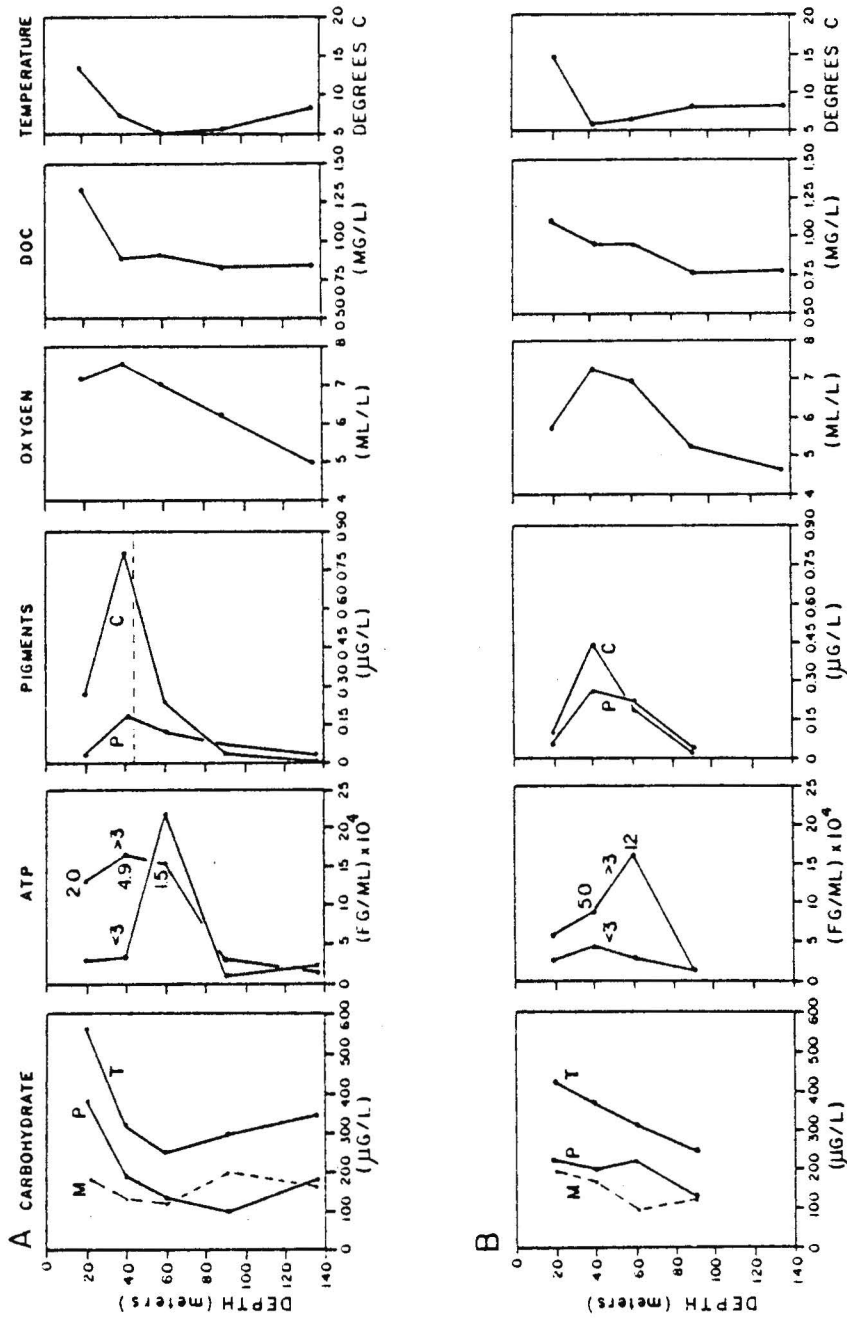 A
CARBOHYDRATE
ATP
PIGMENTS
OXYGEN
DOC
TEMPERATURE
0
20
40
60
80
100
120
140
DEPTH (meters)
M
P
T
0 100 200 300 400 500 600
(µG/L)
<3
20
4.9
>3
15.1
0 5 10 15 20 25
(FG/ML) x 10⁴
P
C
0 0.15 0.30 0.45 0.60 0.75 0.90
(µG/L)
4 5 6 7 8
(ML/L)
0.50 0.75 1.00 1.25 1.50
(MG/L)
5 10 15 20
DEGREES C
B
0
20
40
60
80
100
120
140
DEPTH (meters)
M
P
T
0 100 200 300 400 500 600
(µG/L)
<3
50
>3
12
0 5 10 15 20 25
(FG/ML) x 10⁴
P
C
0 0.15 0.30 0.45 0.60 0.75 0.90
(µG/L)
4 5 6 7 8
(ML/L)
0.50 0.75 1.00 1.25 1.50
(MG/L)
5 10 15 20
DEGREES C